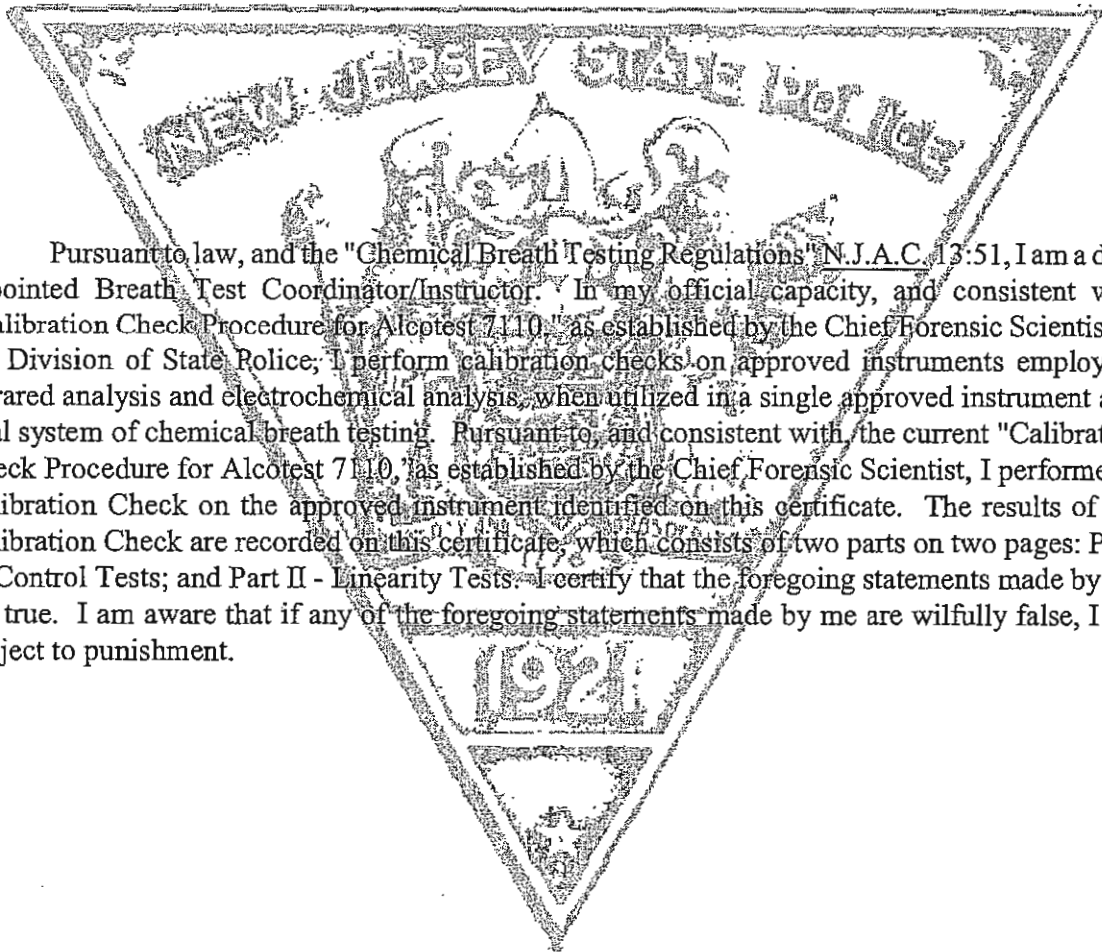 NEW JERSEY STATE POLICE
Pursuant to law, and the "Chemical Breath Testing Regulations" N.J.A.C. 13:51, I am a d
pointed Breath Test Coordinator/Instructor. In my official capacity, and consistent w
alibration Check Procedure for Alcotest 7110," as established by the Chief Forensic Scientis
Division of State Police, I perform calibration checks on approved instruments employ
rared analysis and electrochemical analysis, when utilized in a single approved instrument a
al system of chemical breath testing. Pursuant to, and consistent with, the current "Calibrat
eck Procedure for Alcotest 7110," as established by the Chief Forensic Scientist, I performe
libration Check on the approved instrument identified on this certificate. The results of
libration Check are recorded on this certificate, which consists of two parts on two pages: P
Control Tests; and Part II - Linearity Tests. I certify that the foregoing statements made by
true. I am aware that if any of the foregoing statements made by me are wilfully false, I
ject to punishment.
1921